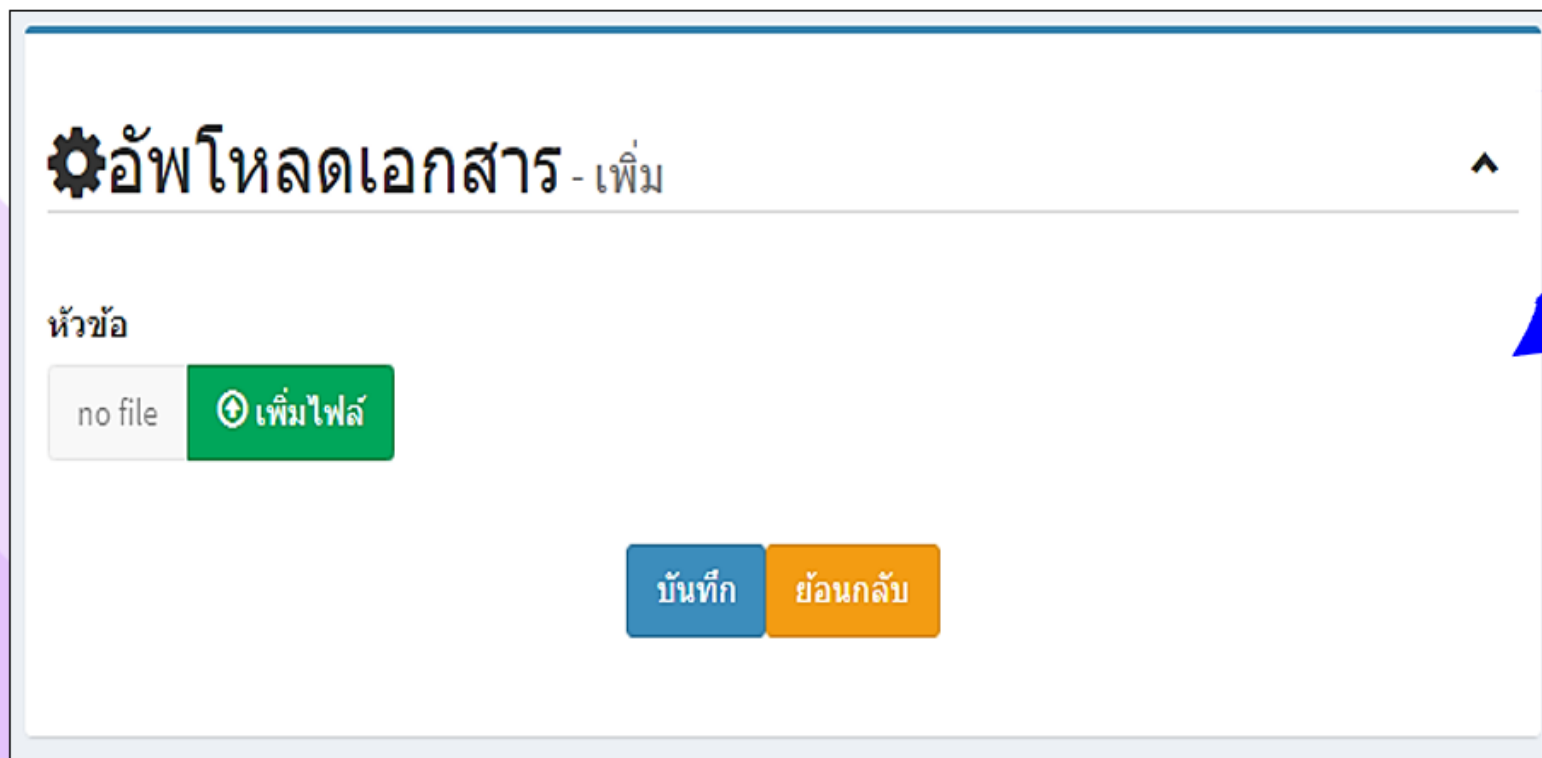 อัพโหลดเอกสาร - เพิ่ม
หัวข้อ
no file เพิ่มไฟล์
บันทึก ย้อนกลับ